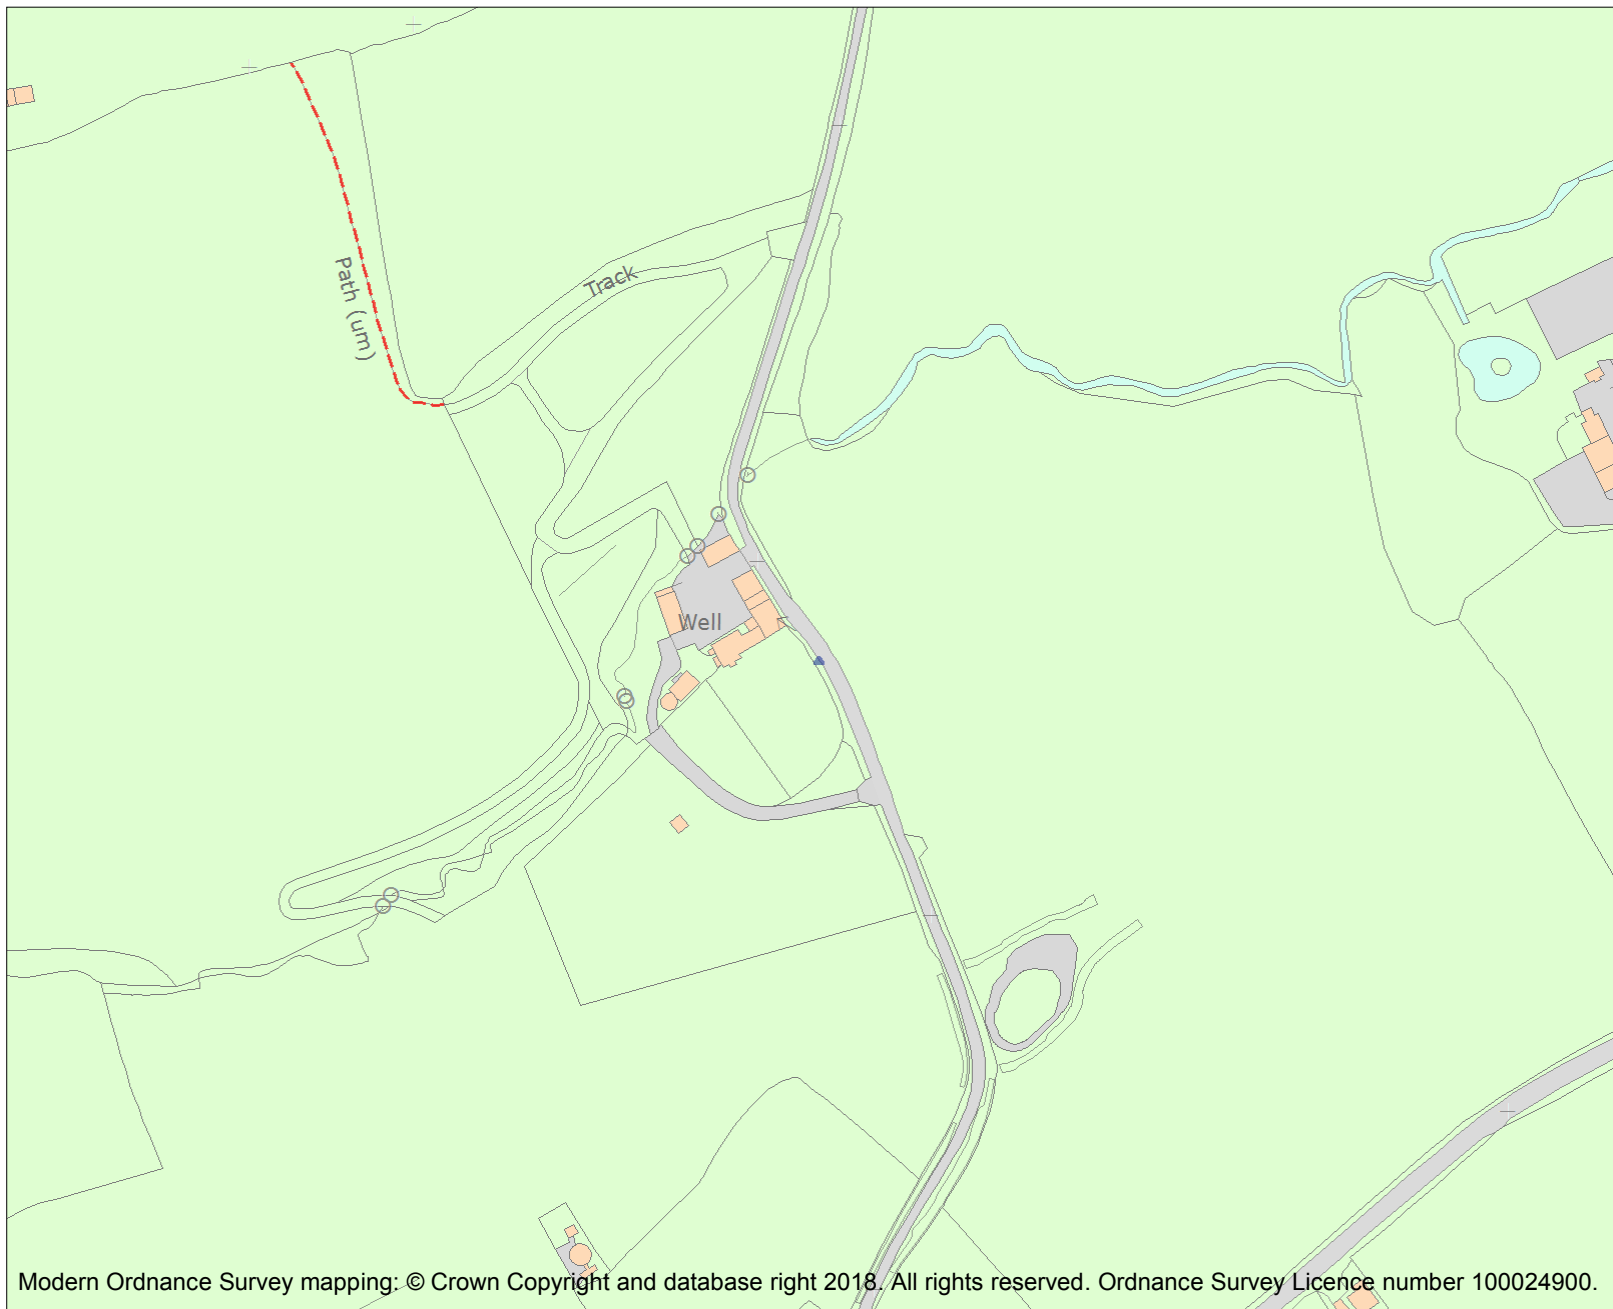 Track
Path (um)
Well
Modern Ordnance Survey mapping: © Crown Copyright and database right 2018. All rights reserved. Ordnance Survey Licence number 100024900.